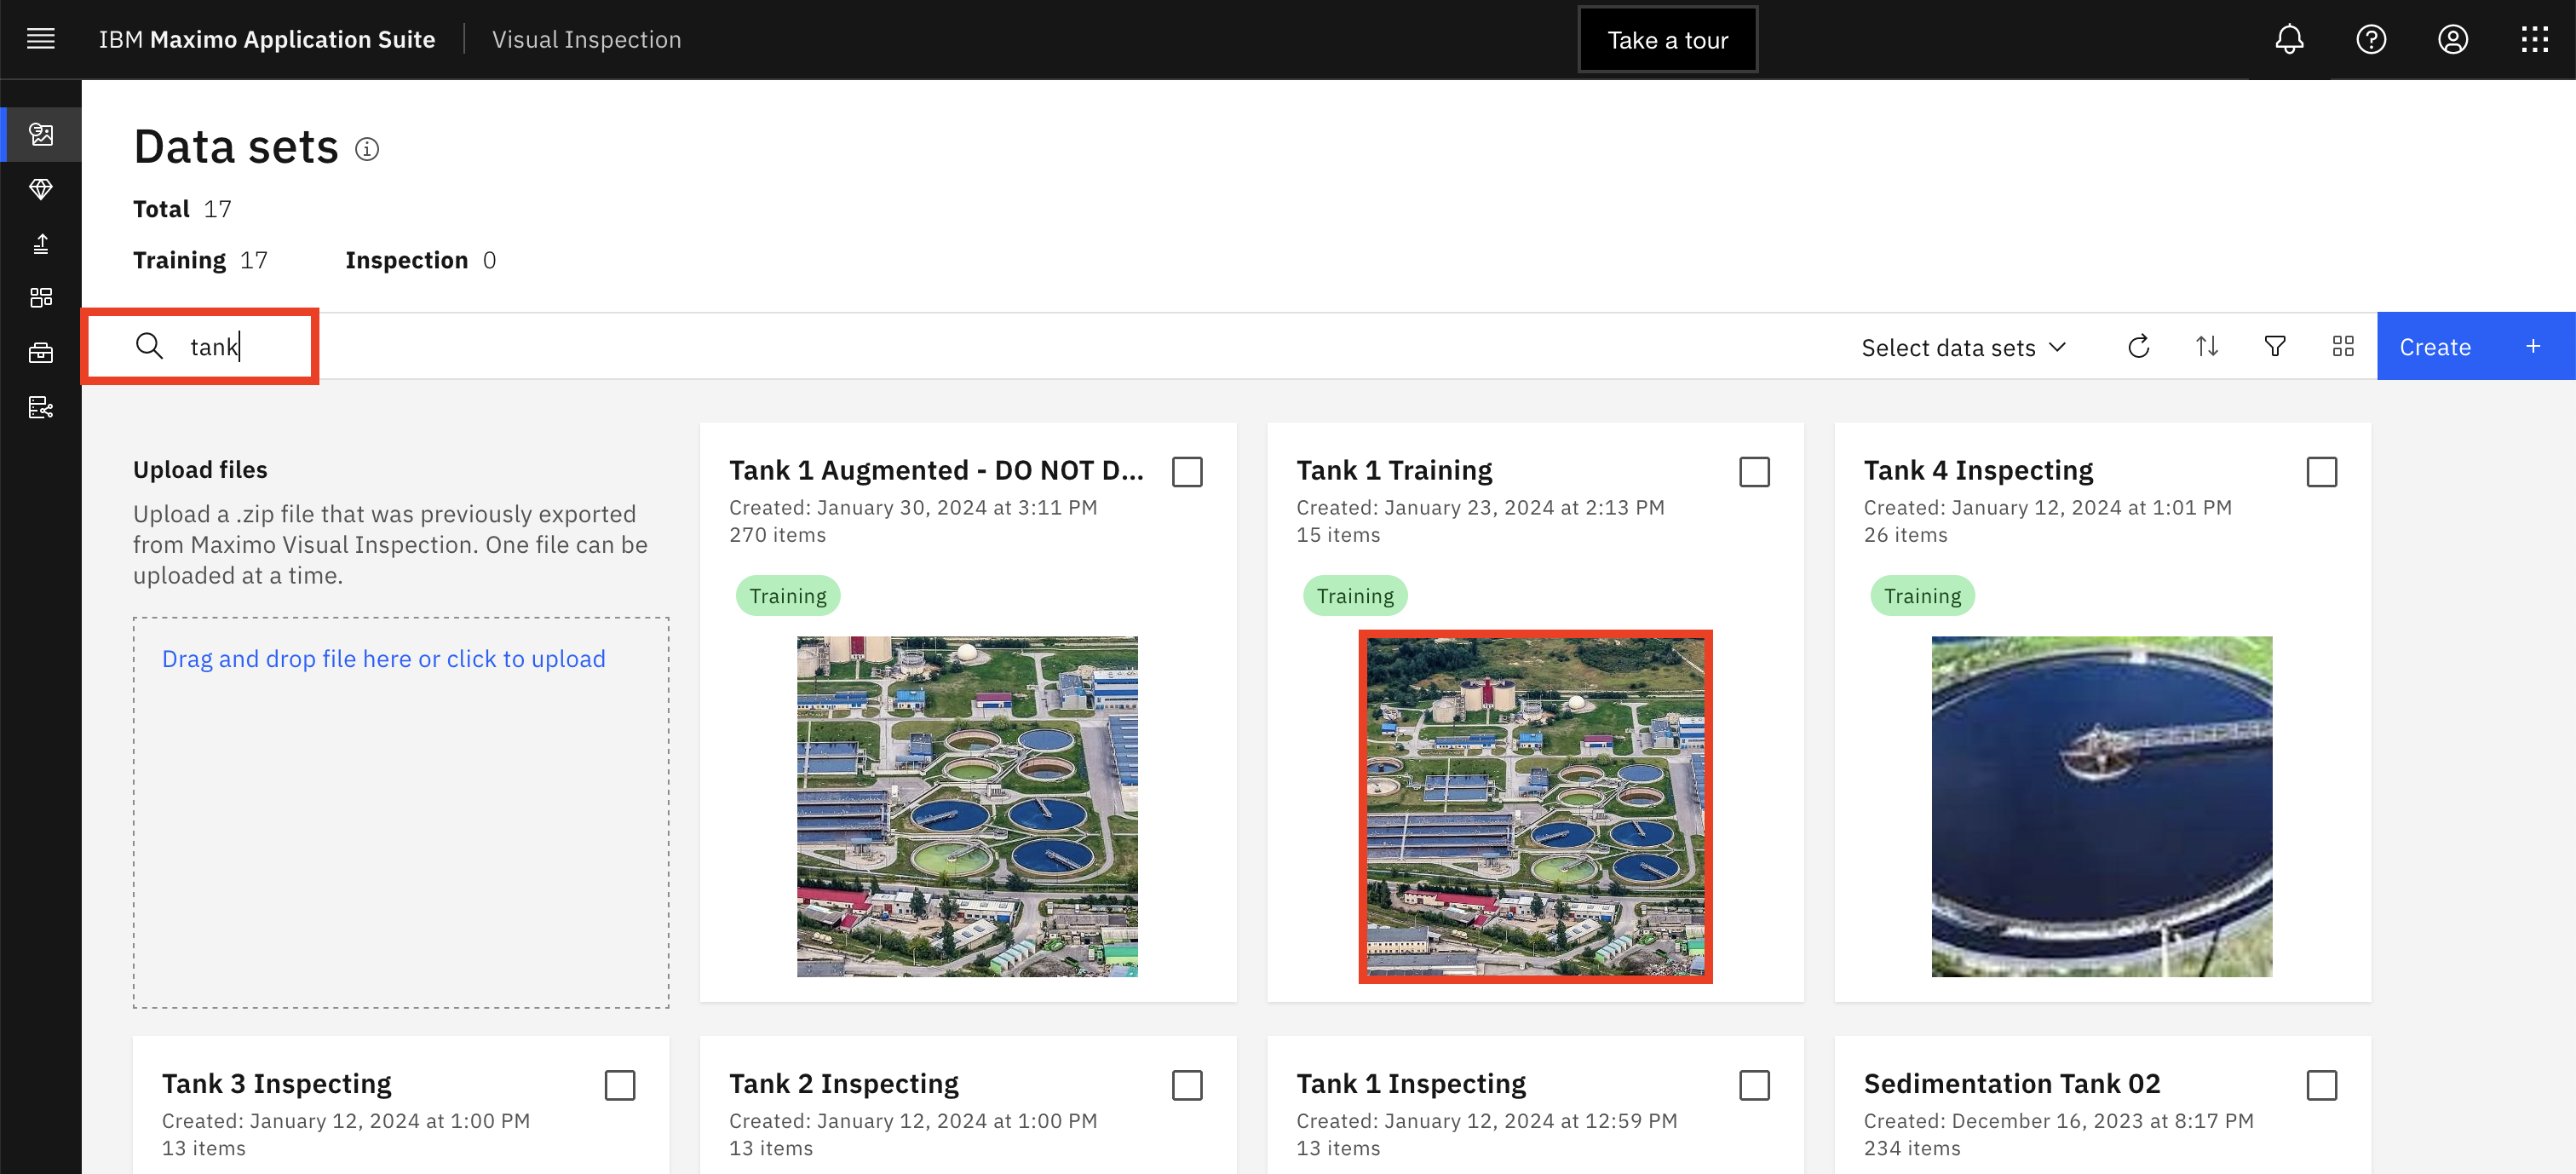 IBM Maximo Application Suite
Visual Inspection
Take a tour
Data sets
Total 17
Training 17 Inspection 0
tank
Select data sets
Create +
Upload files
Upload a .zip file that was previously exported
from Maximo Visual Inspection. One file can be
uploaded at a time.
Drag and drop file here or click to upload
Tank 1 Augmented - DO NOT D...
Created: January 30, 2024 at 3:11 PM
270 items
Training
Tank 1 Training
Created: January 23, 2024 at 2:13 PM
15 items
Training
Tank 4 Inspecting
Created: January 12, 2024 at 1:01 PM
26 items
Training
Tank 3 Inspecting
Created: January 12, 2024 at 1:00 PM
13 items
Tank 2 Inspecting
Created: January 12, 2024 at 1:00 PM
13 items
Tank 1 Inspecting
Created: January 12, 2024 at 12:59 PM
13 items
Sedimentation Tank 02
Created: December 16, 2023 at 8:17 PM
234 items